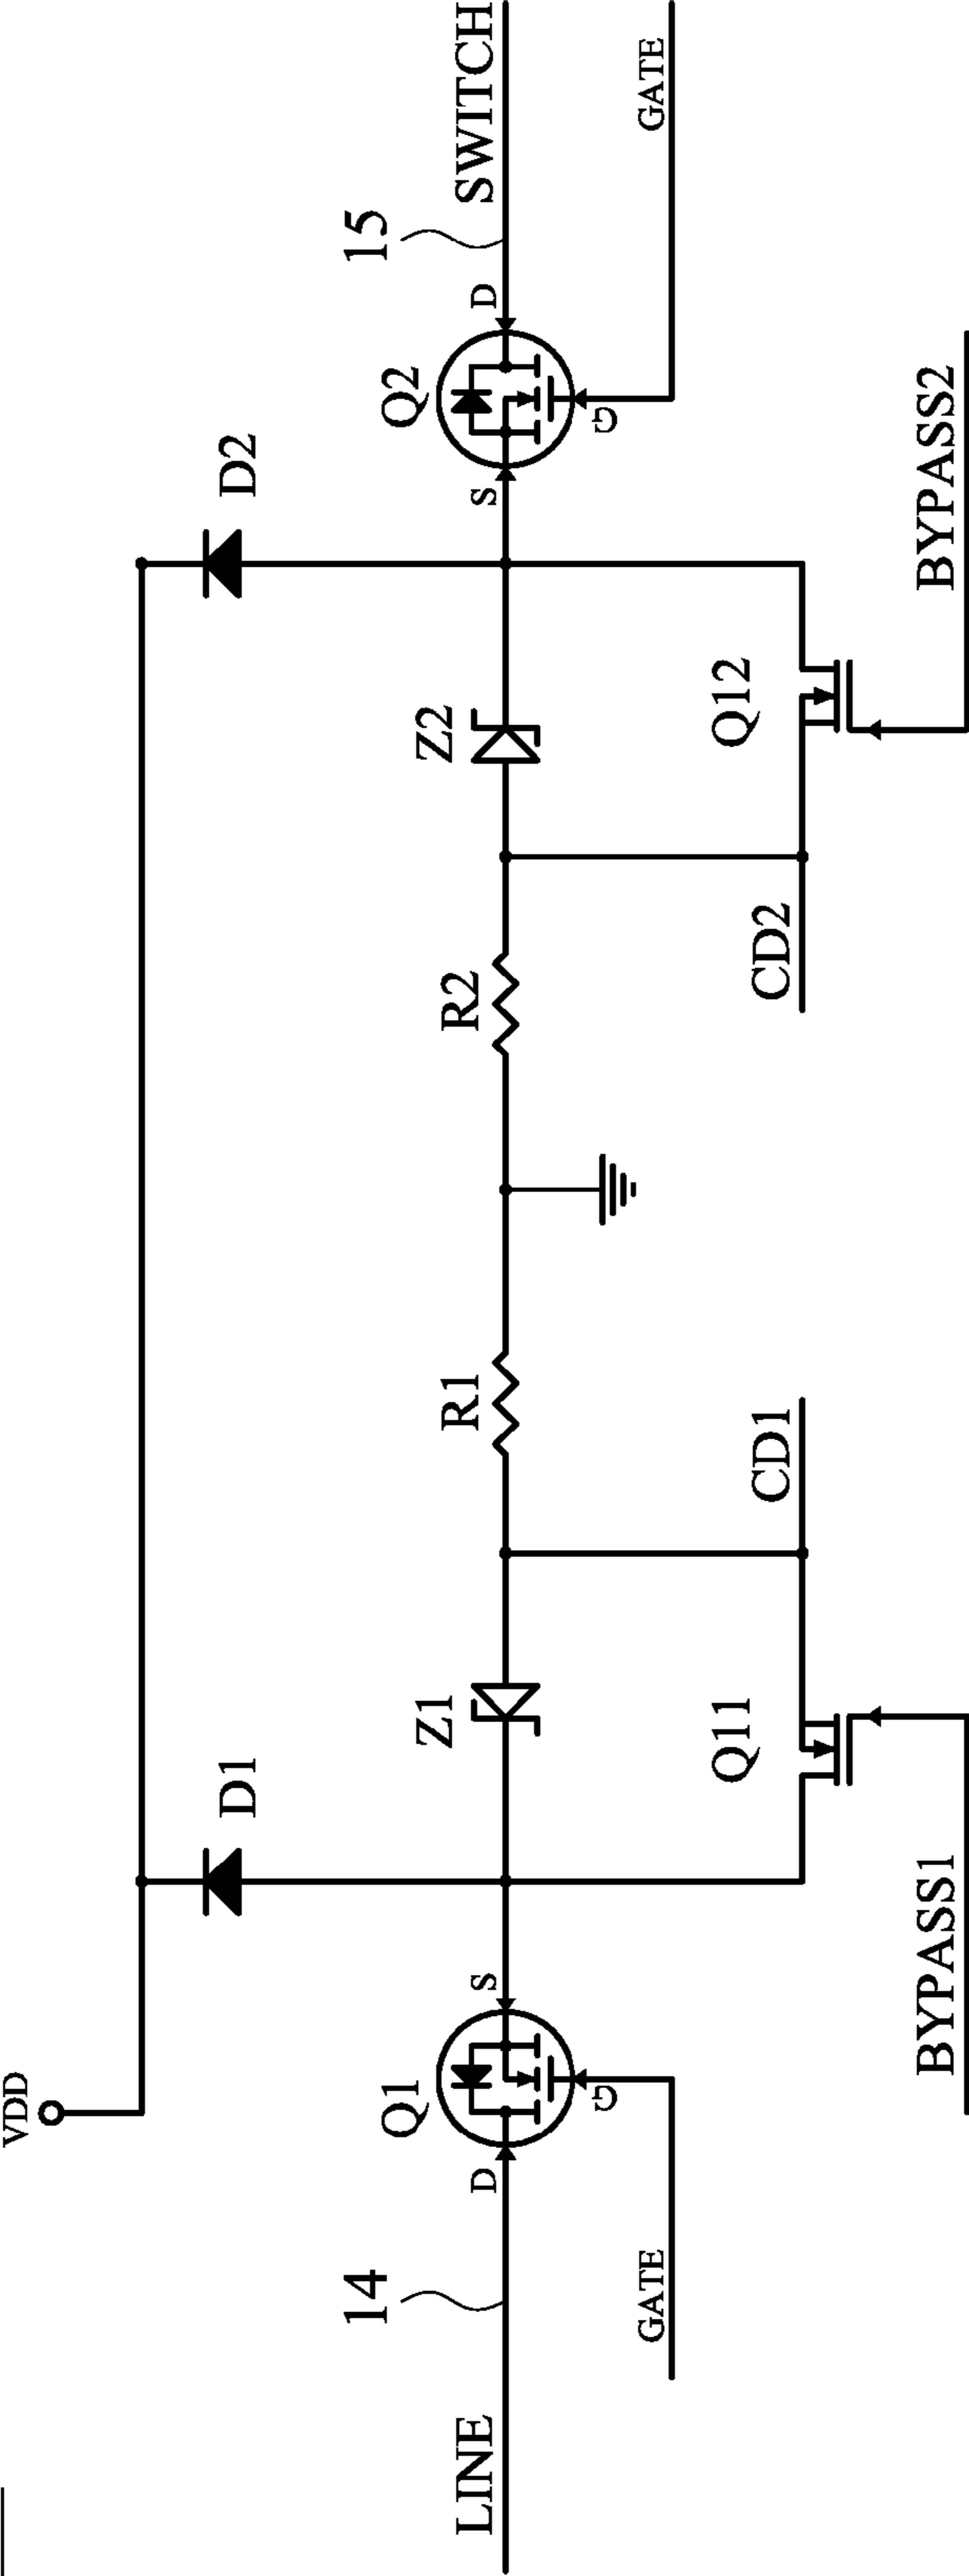 VDD
D1
D2
14
15
Q1
Z1
R1
R2
Z2
Q2
LINE
D
S
S
D
SWITCH
G
G
GATE
GATE
Q11
CD1
CD2
Q12
BYPASS1
BYPASS2